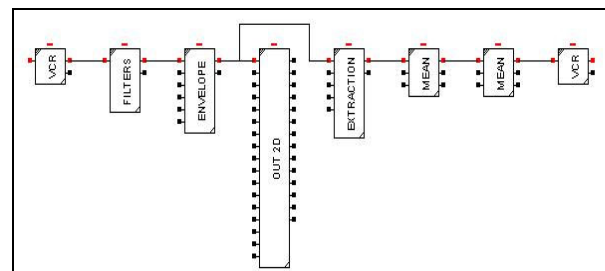 VCR
FILTERS
ENVELOPE
OUT 2D
EXTRACTION
MEAN
MEAN
VCR